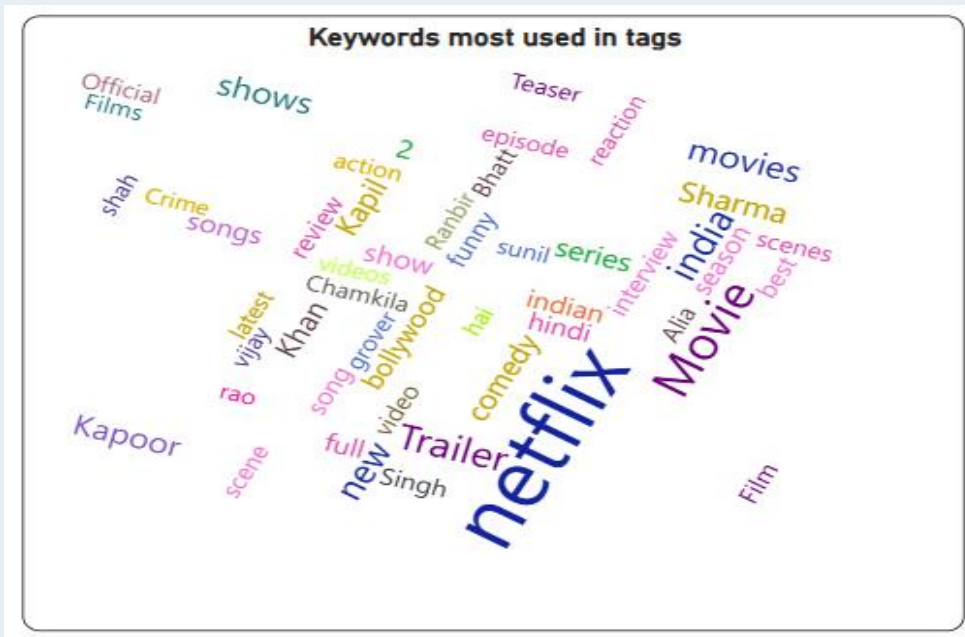 Keywords most used in tags
Official
Films
shows
Teaser
reaction
episode
2
action
Bhatt
movies
shah
Crime
songs
review
Kapil
Ranbir
funny
Sharma
india
season
scenes
best
show
sunil
series
interview
videos
Chamkila
latest
vijay
Khan
grover
bollywood
hai
indian
hindi
Alia
Movie
song
comedy
netflix
rao
video
Kapoor
scene
full
new
Trailer
Singh
Film